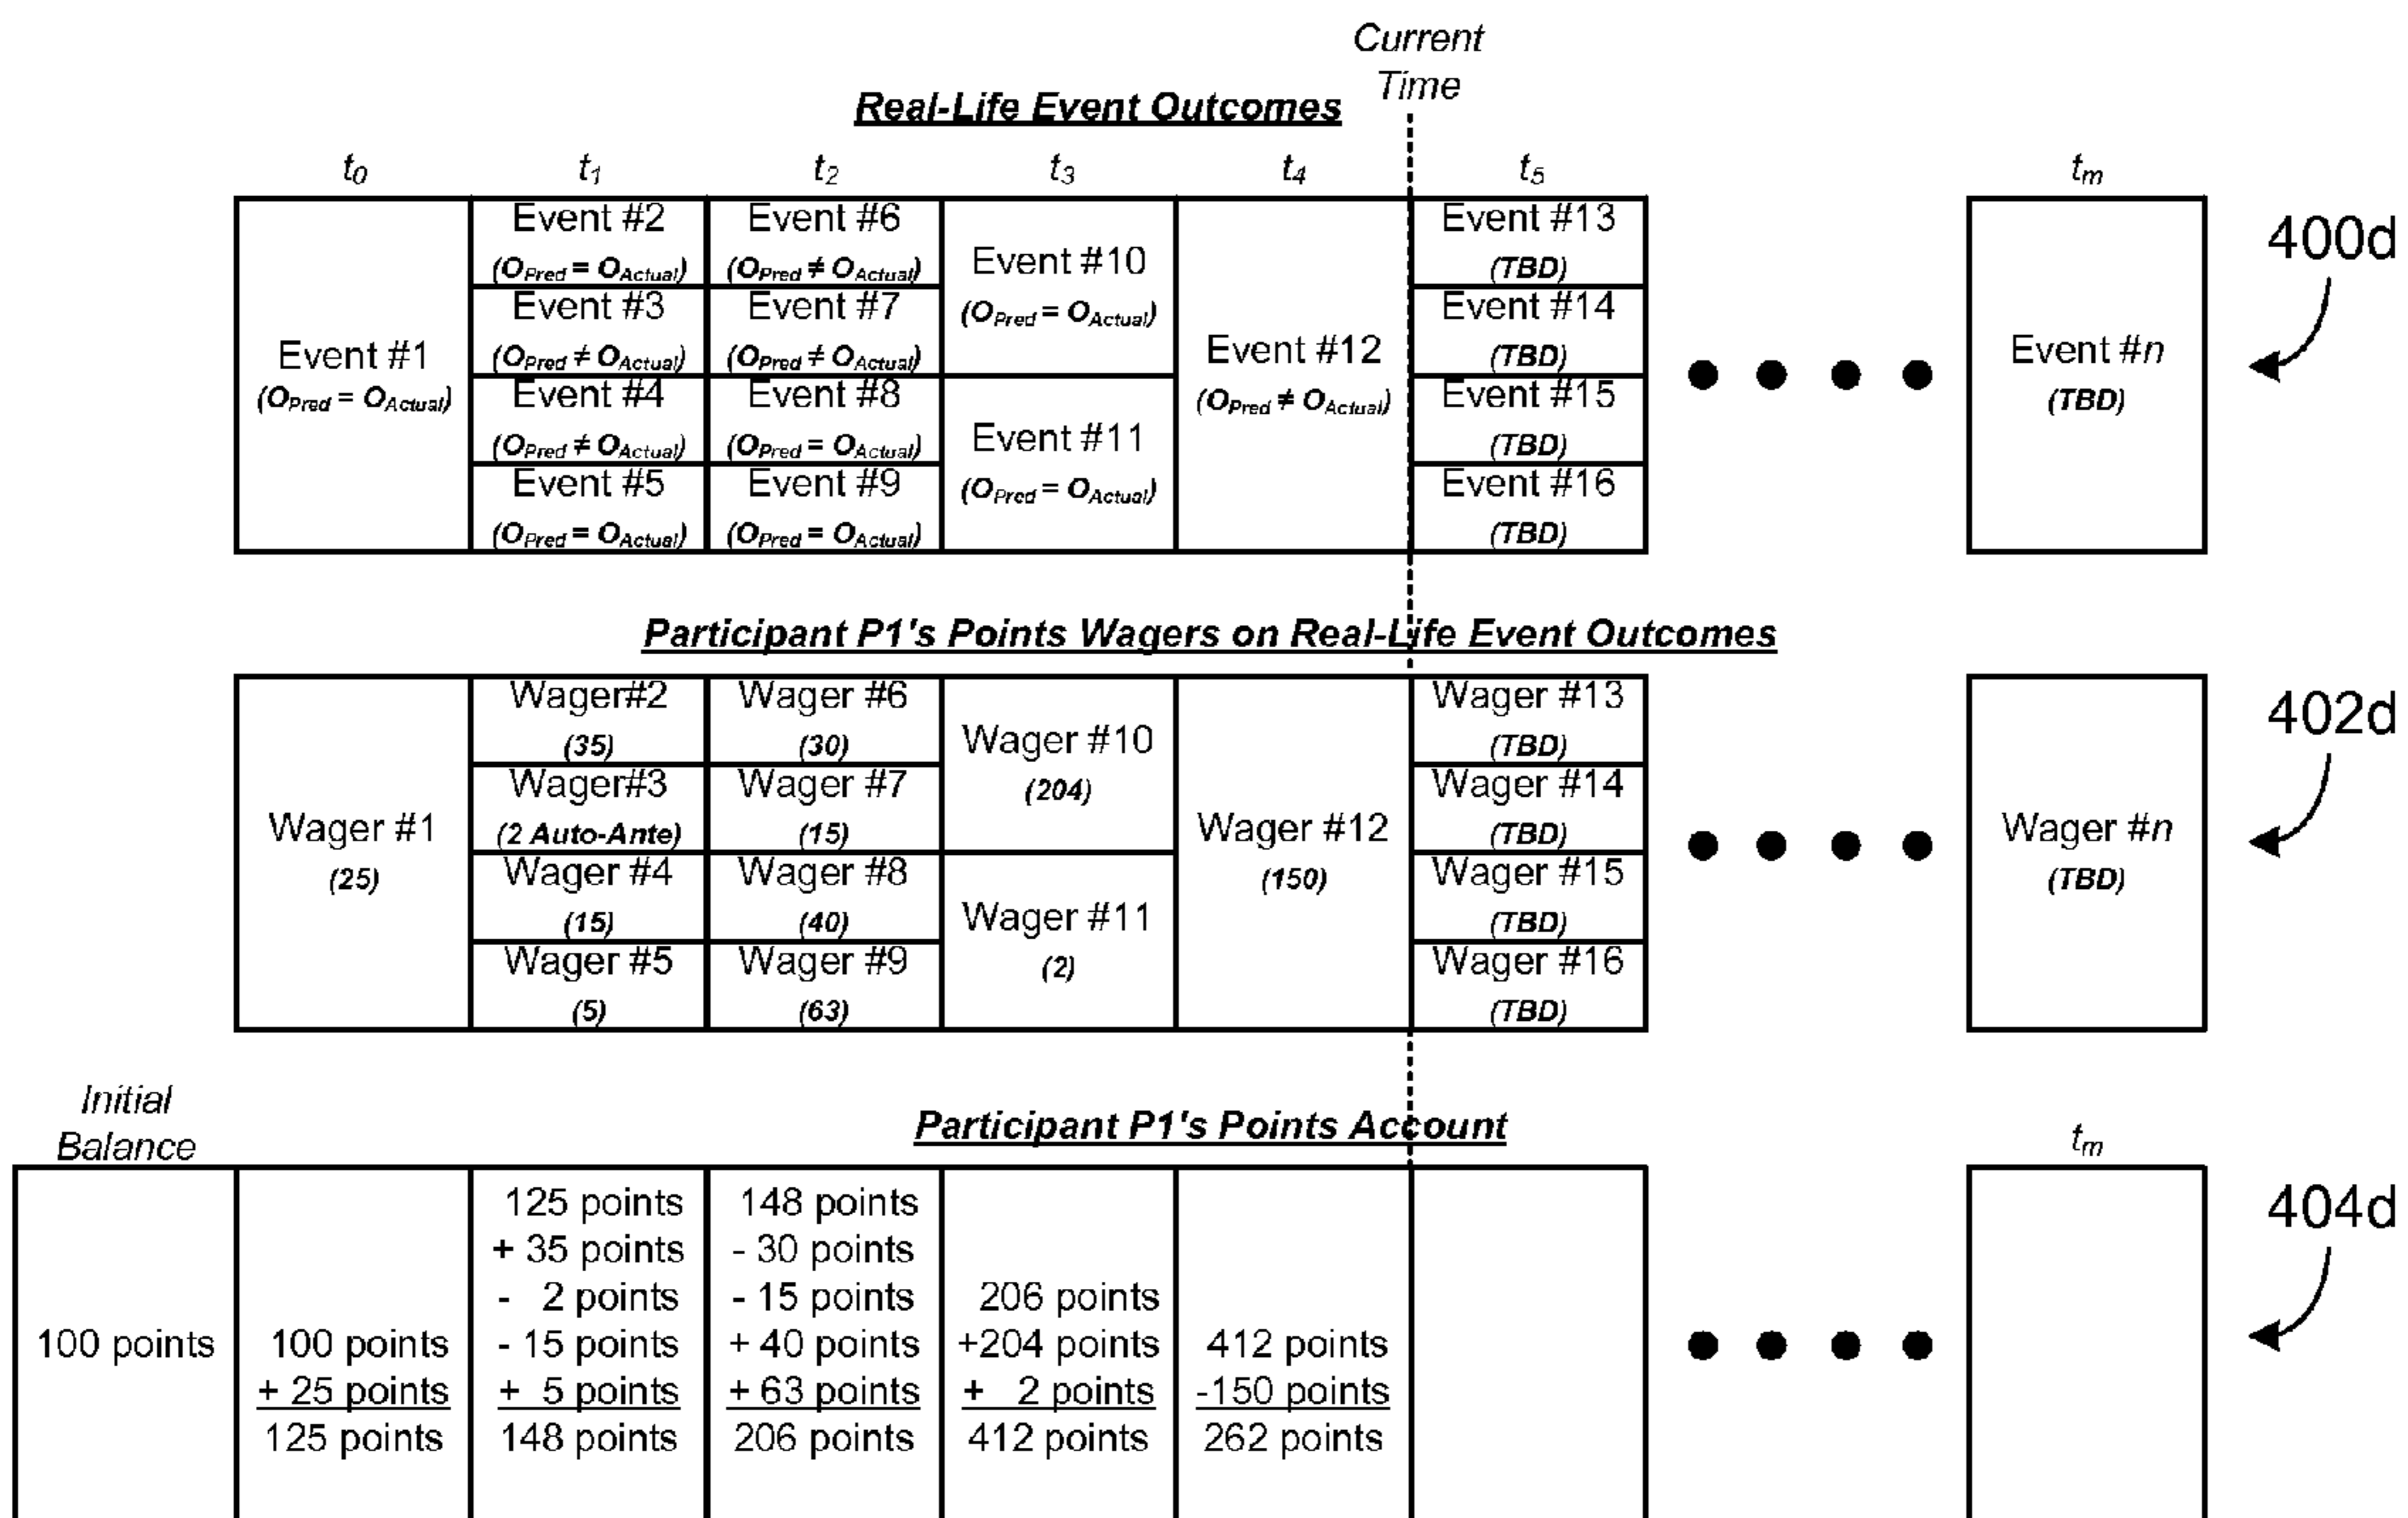 Current
Time
Real-Life Event Outcomes
t0 t1 t2 t3 t4 t5 tm
Event #1
(OPred = OActual)
Event #2
(OPred = OActual)
Event #3
(OPred ≠ OActual)
Event #4
(OPred ≠ OActual)
Event #5
(OPred = OActual)
Event #6
(OPred ≠ OActual)
Event #7
(OPred ≠ OActual)
Event #8
(OPred = OActual)
Event #9
(OPred = OActual)
Event #10
(OPred = OActual)
Event #11
(OPred = OActual)
Event #12
(OPred ≠ OActual)
Event #13
(TBD)
Event #14
(TBD)
Event #15
(TBD)
Event #16
(TBD)
Event #n
(TBD)
400d
Participant P1's Points Wagers on Real-Life Event Outcomes
Wager #1
(25)
Wager#2
(35)
Wager#3
(2 Auto-Ante)
Wager #4
(15)
Wager #5
(5)
Wager #6
(30)
Wager #7
(15)
Wager #8
(40)
Wager #9
(63)
Wager #10
(204)
Wager #11
(2)
Wager #12
(150)
Wager #13
(TBD)
Wager #14
(TBD)
Wager #15
(TBD)
Wager #16
(TBD)
Wager #n
(TBD)
402d
Initial
Balance
Participant P1's Points Account
tm
100 points
100 points
+ 25 points
125 points
125 points
+ 35 points
- 2 points
- 15 points
+ 5 points
148 points
148 points
- 30 points
- 15 points
+ 40 points
+ 63 points
206 points
206 points
+204 points
+ 2 points
412 points
412 points
-150 points
262 points
404d